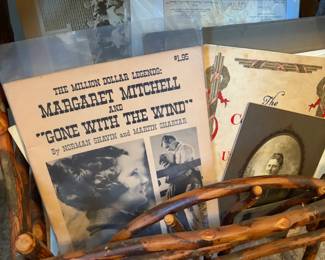 $1.95
THE MILLION DOLLAR LEGENDS:
MARGARET MITCHELL
AND
"GONE WITH THE WIND"
By NORMAN SHAVIN and MARTIN SHARTAR
The
C
U